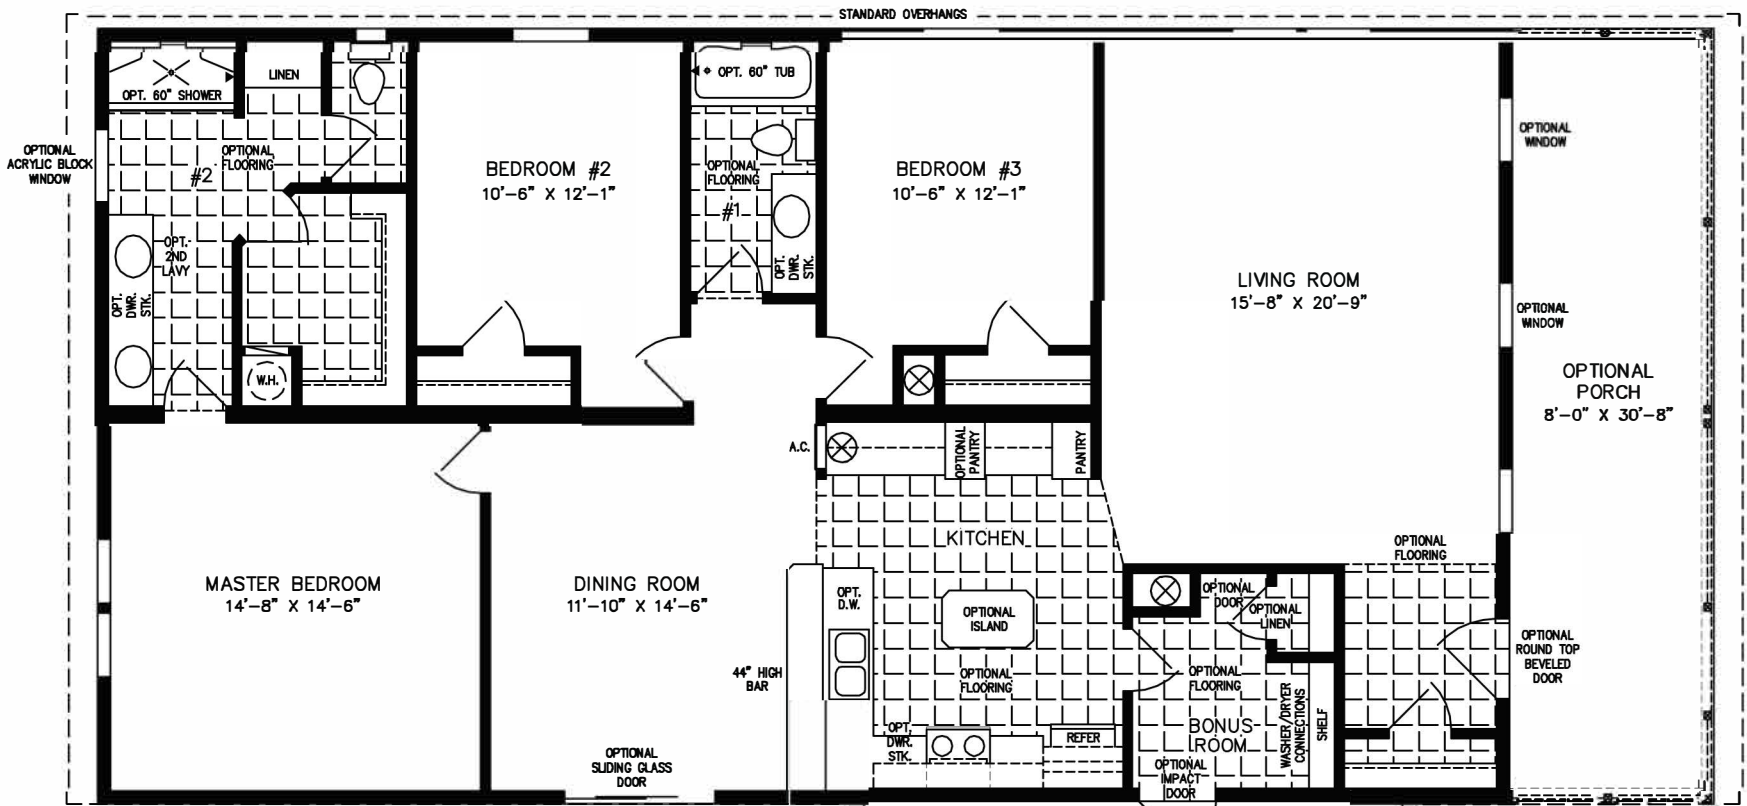 STANDARD OVERHANGS
LINEN
OPT. 60" SHOWER
OPTIONAL
ACRYLIC BLOCK
WINDOW
OPTIONAL
FLOORING
#2
OPT.
2ND
LAVY
OPT.
DWR.
STK.
W.H.
BEDROOM #2
10'-6" X 12'-1"
OPT. 60" TUB
OPTIONAL
FLOORING
#1
OPT.
DWR.
STK.
BEDROOM #3
10'-6" X 12'-1"
LIVING ROOM
15'-8" X 20'-9"
OPTIONAL
WINDOW
OPTIONAL
WINDOW
OPTIONAL
PORCH
8'-0" X 30'-8"
A.C.
OPTIONAL
PANTRY
PANTRY
KITCHEN
MASTER BEDROOM
14'-8" X 14'-6"
DINING ROOM
11'-10" X 14'-6"
OPT.
D.W.
OPTIONAL
ISLAND
44" HIGH
BAR
OPTIONAL
FLOORING
OPT.
DWR.
STK.
REFER
OPTIONAL
SLIDING GLASS
DOOR
OPTIONAL
DOOR
OPTIONAL
LINEN
OPTIONAL
FLOORING
BONUS
ROOM
WASHER/DRYER
CONNECTIONS
SHELF
OPTIONAL
IMPACT
DOOR
OPTIONAL
FLOORING
OPTIONAL
ROUND TOP
BEVELED
DOOR